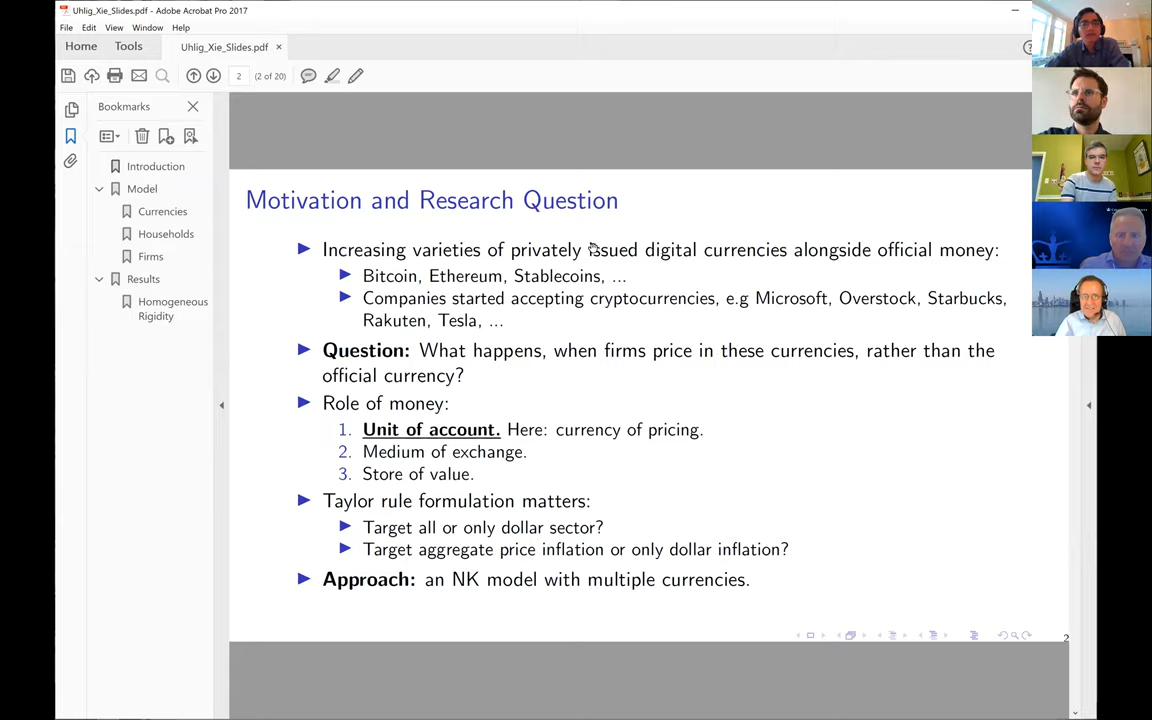 Uhlig_Xie_Slides.pdf - Adobe Acrobat Pro 2017
File Edit View Window Help
Home Tools Uhlig_Xie_Slides.pdf ×
2 (2 of 20)
Bookmarks
Introduction
Model
Currencies
Households
Firms
Results
Homogeneous
Rigidity
Motivation and Research Question
Increasing varieties of privately issued digital currencies alongside official money:
Bitcoin, Ethereum, Stablecoins, ...
Companies started accepting cryptocurrencies, e.g Microsoft, Overstock, Starbucks,
Rakuten, Tesla, ...
Question: What happens, when firms price in these currencies, rather than the
official currency?
Role of money:
1. Unit of account. Here: currency of pricing.
2. Medium of exchange.
3. Store of value.
Taylor rule formulation matters:
Target all or only dollar sector?
Target aggregate price inflation or only dollar inflation?
Approach: an NK model with multiple currencies.
2